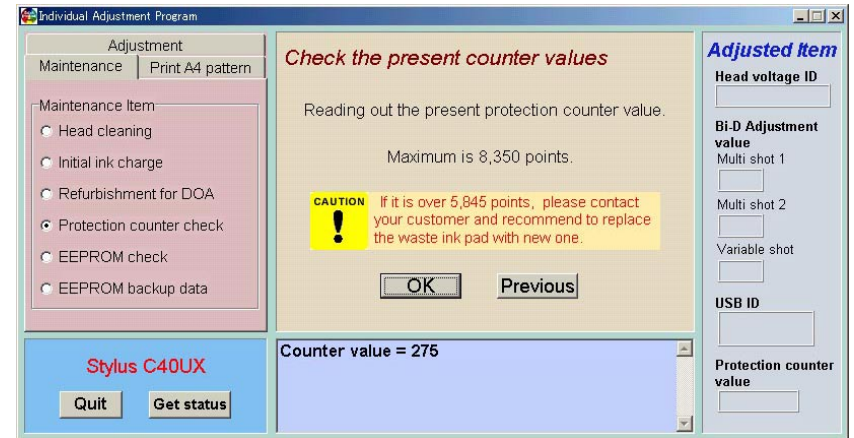 Individual Adjustment Program
Adjustment
Maintenance
Print A4 pattern
Maintenance Item
Head cleaning
Initial ink charge
Refurbishment for DOA
Protection counter check
EEPROM check
EEPROM backup data
Stylus C40UX
Quit
Get status
Check the present counter values
Reading out the present protection counter value.
Maximum is 8,350 points.
CAUTION
If it is over 5,845 points, please contact
your customer and recommend to replace
the waste ink pad with new one.
OK
Previous
Counter value = 275
Adjusted Item
Head voltage ID
Bi-D Adjustment
value
Multi shot 1
Multi shot 2
Variable shot
USB ID
Protection counter
value